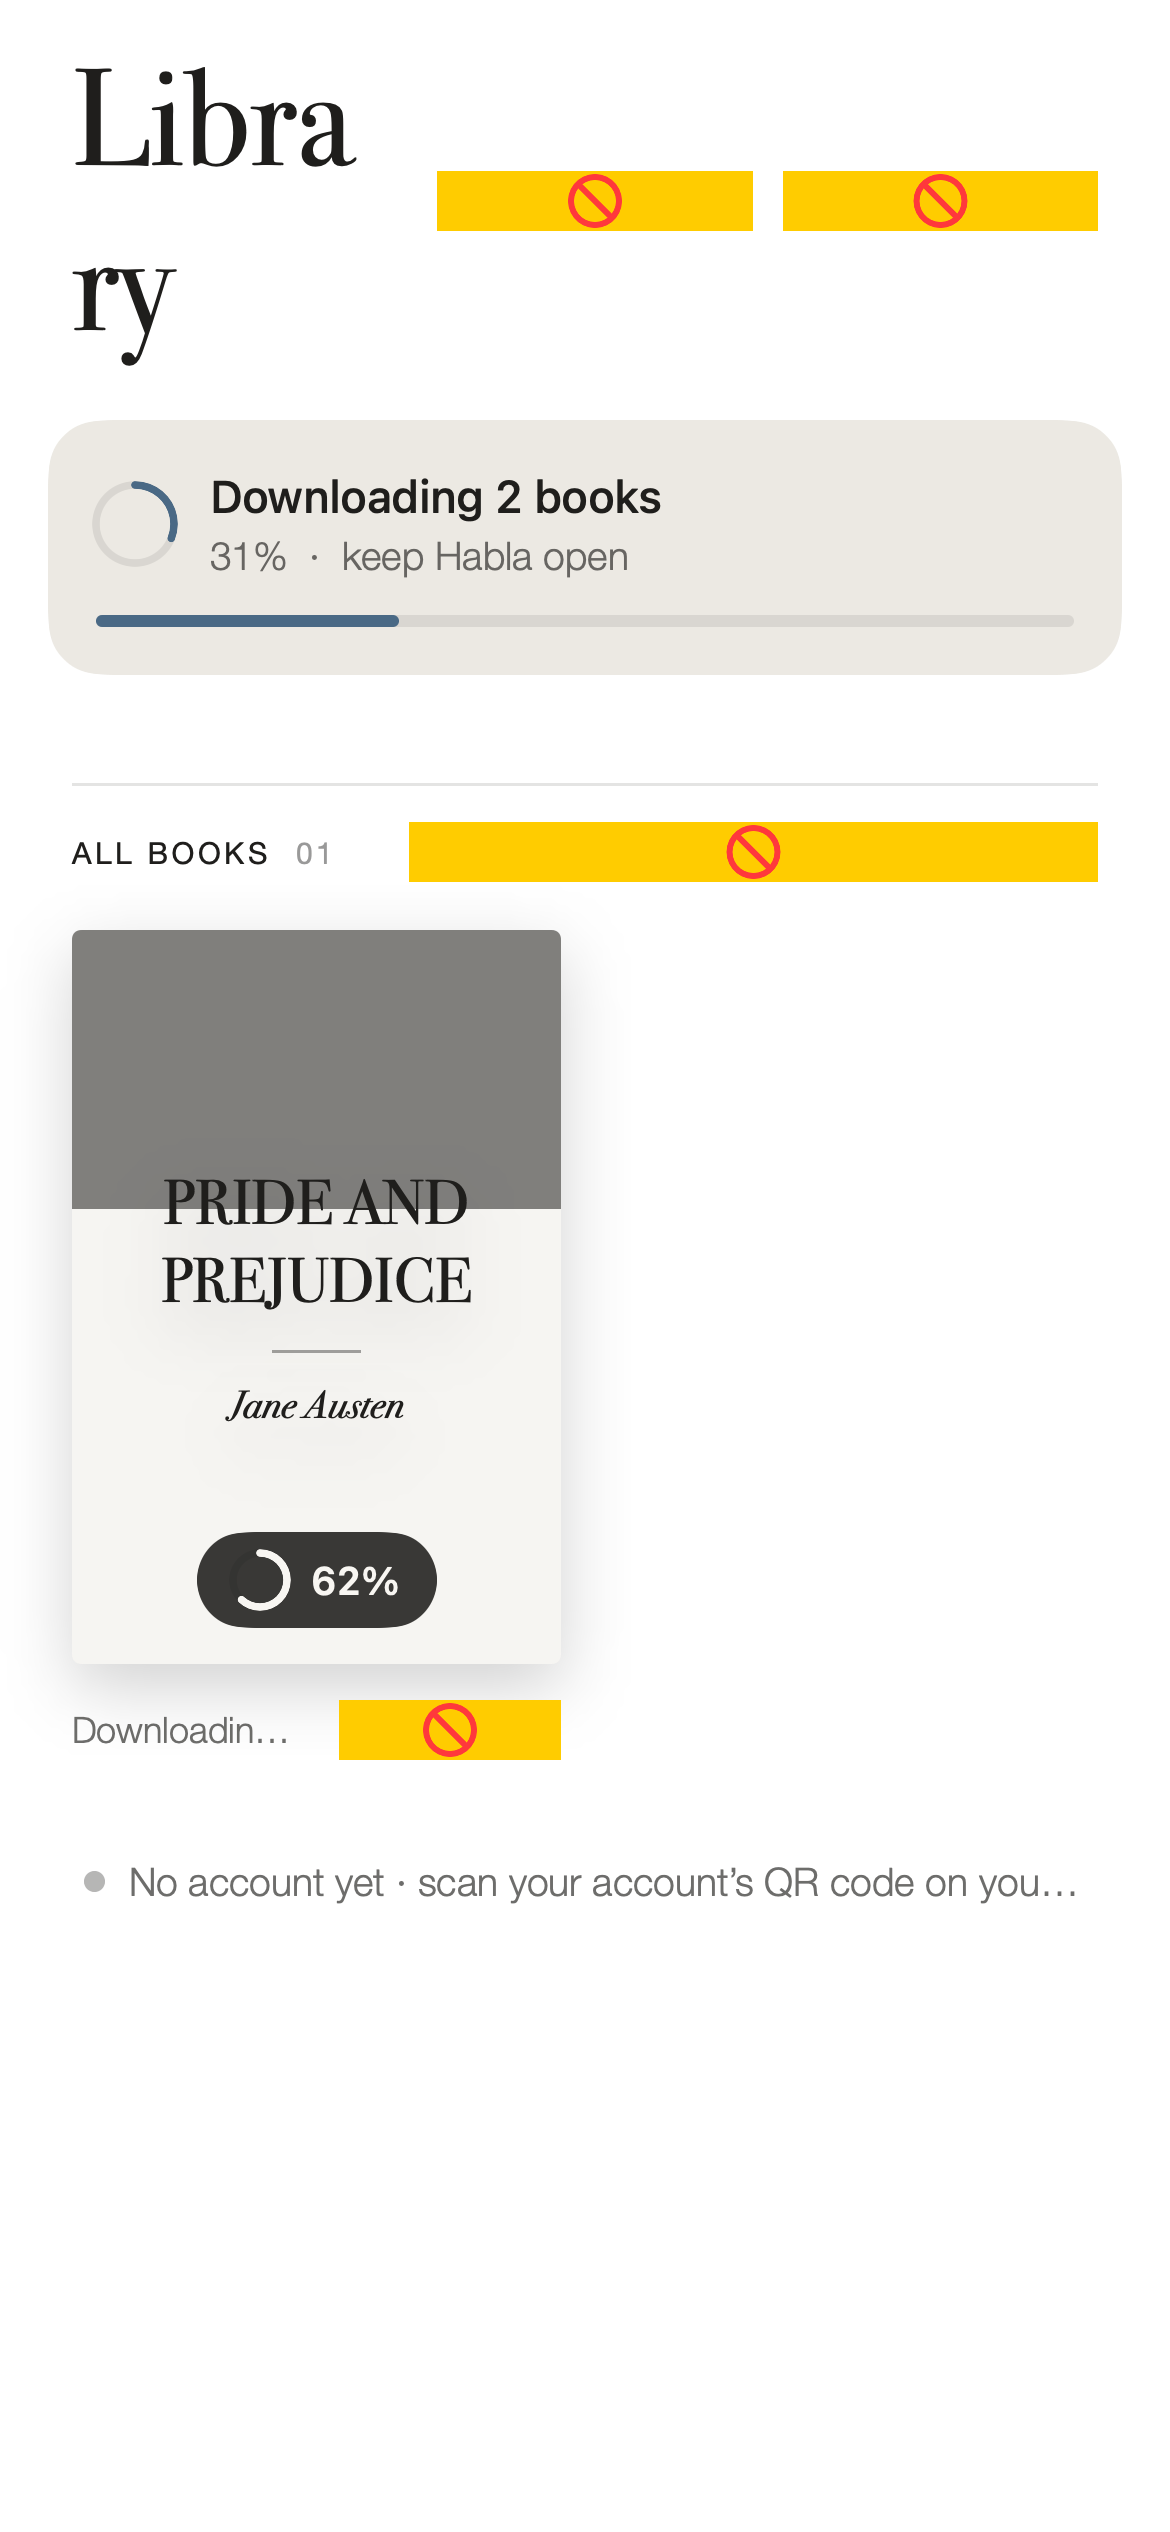 Libra
ry
Downloading 2 books
31% · keep Habla open
ALL BOOKS 01
PRIDE AND
PREJUDICE
Jane Austen
62%
Downloadin…
No account yet · scan your account’s QR code on you…